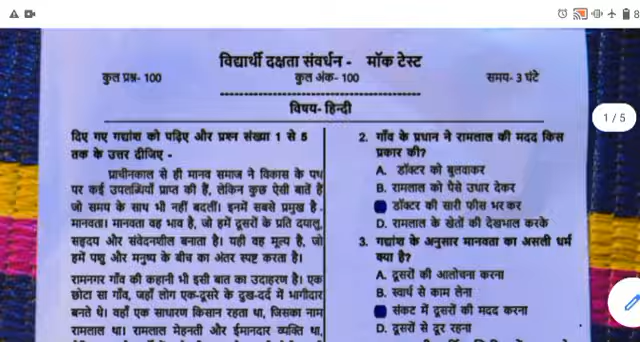 8
विद्यार्थी दक्षता संवर्धन - मॉक टेस्ट
कुल प्रश्न- 100 कुल अंक- 100 समय- 3 घंटे
विषय- हिन्दी
1 / 5
दिए गए गद्यांश को पढ़िए और प्रश्न संख्या 1 से 5
तक के उत्तर दीजिए -
प्राचीनकाल से ही मानव समाज ने विकास के पथ
पर कई उपलब्धियाँ प्राप्त की हैं, लेकिन कुछ ऐसी बातें हैं
जो समय के साथ भी नहीं बदलीं। इनमें सबसे प्रमुख है -
मानवता। मानवता वह भाव है, जो हमें दूसरों के प्रति दयालु,
सहृदय और संवेदनशील बनाता है। यही वह मूल्य है, जो
हमें पशु और मनुष्य के बीच का अंतर स्पष्ट करता है।
रामनगर गाँव की कहानी भी इसी बात का उदाहरण है। एक
छोटा सा गाँव, जहाँ लोग एक-दूसरे के दुख-दर्द में भागीदार
बनते थे। वहाँ एक साधारण किसान रहता था, जिसका नाम
रामलाल था। रामलाल मेहनती और ईमानदार व्यक्ति था,
2. गाँव के प्रधान ने रामलाल की मदद किस
प्रकार की?
A. डॉक्टर को बुलवाकर
B. रामलाल को पैसे उधार देकर
डॉक्टर की सारी फीस भर कर
D. रामलाल के खेतों की देखभाल करके
3. गद्यांश के अनुसार मानवता का असली धर्म
क्या है?
A. दूसरों की आलोचना करना
B. स्वार्थ से काम लेना
संकट में दूसरों की मदद करना
D. दूसरों से दूर रहना